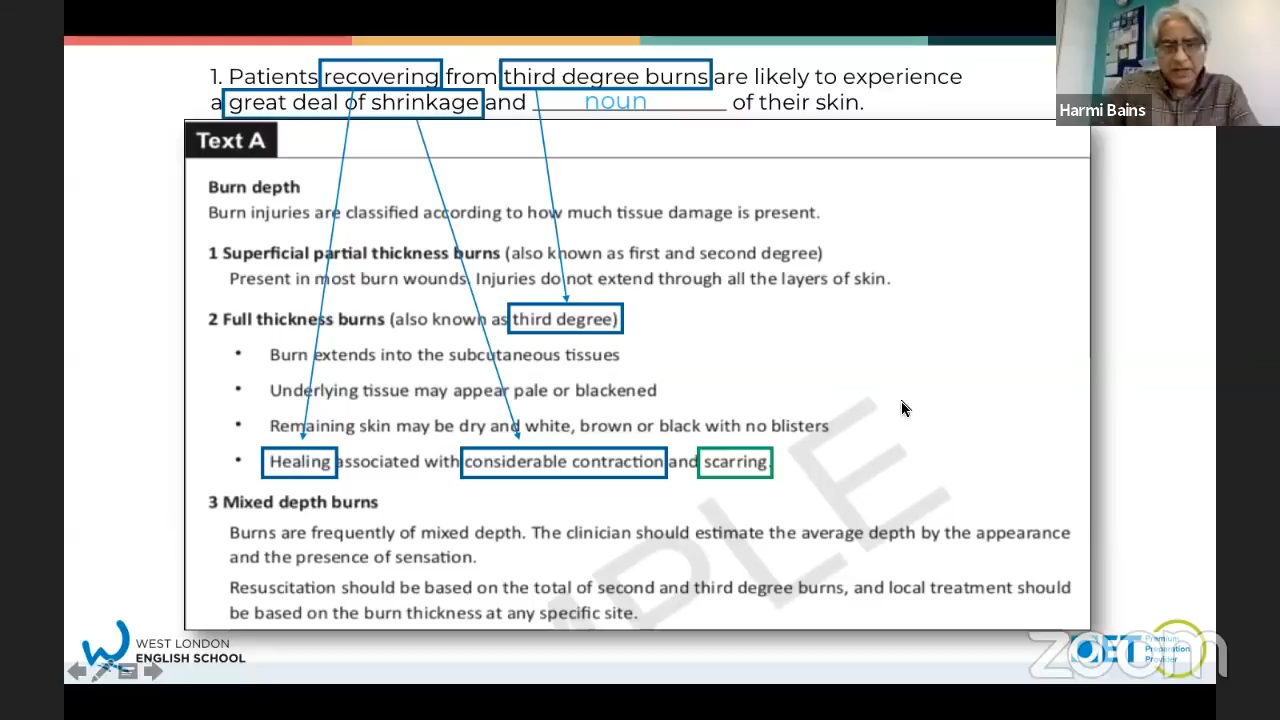 1. Patients recovering from third degree burns are likely to experience
a great deal of shrinkage and noun of their skin.
Harmi Bains
Text A
Burn depth
Burn injuries are classified according to how much tissue damage is present.
1 Superficial partial thickness burns (also known as first and second degree)
Present in most burn wounds. Injuries do not extend through all the layers of skin.
2 Full thickness burns (also known as third degree)
• Burn extends into the subcutaneous tissues
• Underlying tissue may appear pale or blackened
• Remaining skin may be dry and white, brown or black with no blisters
• Healing associated with considerable contraction and scarring.
3 Mixed depth burns
Burns are frequently of mixed depth. The clinician should estimate the average depth by the appearance
and the presence of sensation.
Resuscitation should be based on the total of second and third degree burns, and local treatment should
be based on the burn thickness at any specific site.
WEST LONDON
ENGLISH SCHOOL
OET
Premium
Preparation
Provider
zoom